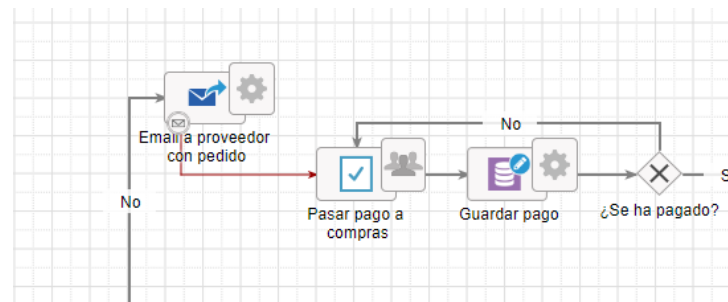 No
Email a proveedor
con pedido
No
Pasar pago a
compras
Guardar pago
¿Se ha pagado?
S